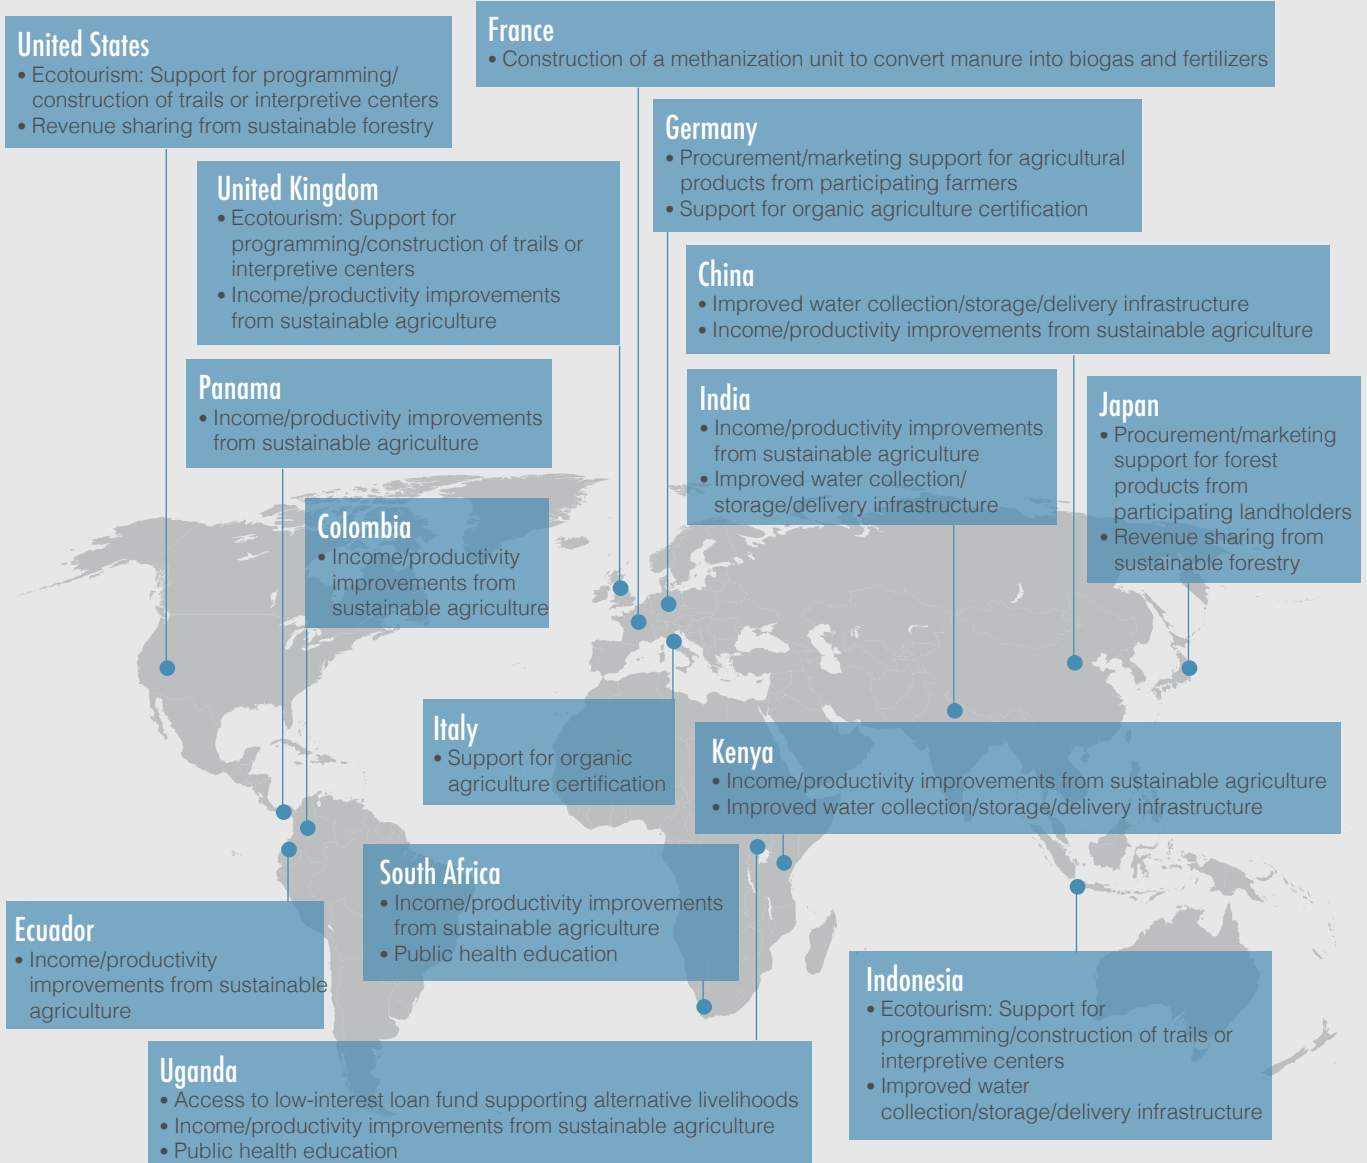 United States
• Ecotourism: Support for programming/
construction of trails or interpretive centers
• Revenue sharing from sustainable forestry
France
• Construction of a methanization unit to convert manure into biogas and fertilizers
Germany
• Procurement/marketing support for agricultural
products from participating farmers
• Support for organic agriculture certification
United Kingdom
• Ecotourism: Support for
programming/construction of trails or
interpretive centers
• Income/productivity improvements
from sustainable agriculture
China
• Improved water collection/storage/delivery infrastructure
• Income/productivity improvements from sustainable agriculture
Panama
• Income/productivity improvements
from sustainable agriculture
India
• Income/productivity improvements
from sustainable agriculture
• Improved water collection/
storage/delivery infrastructure
Japan
• Procurement/marketing
support for forest
products from
participating landholders
• Revenue sharing from
sustainable forestry
Colombia
• Income/productivity
improvements from
sustainable agriculture
Italy
• Support for organic
agriculture certification
Kenya
• Income/productivity improvements from sustainable agriculture
• Improved water collection/storage/delivery infrastructure
South Africa
• Income/productivity improvements
from sustainable agriculture
• Public health education
Ecuador
• Income/productivity
improvements from sustainable
agriculture
Indonesia
• Ecotourism: Support for
programming/construction of trails or
interpretive centers
• Improved water
collection/storage/delivery infrastructure
Uganda
• Access to low-interest loan fund supporting alternative livelihoods
• Income/productivity improvements from sustainable agriculture
• Public health education